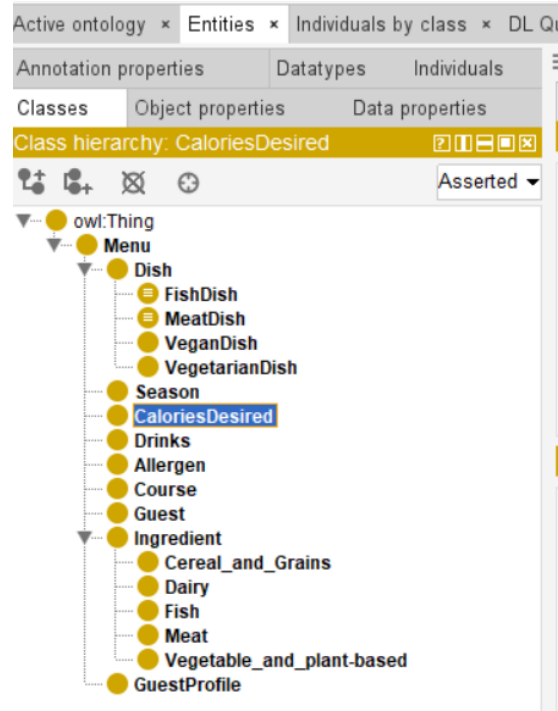 Active ontology × Entities × Individuals by class × DL Qu
Annotation properties Datatypes Individuals
Classes Object properties Data properties
Class hierarchy: CaloriesDesired
Asserted
owl:Thing
Menu
Dish
FishDish
MeatDish
VeganDish
VegetarianDish
Season
CaloriesDesired
Drinks
Allergen
Course
Guest
Ingredient
Cereal_and_Grains
Dairy
Fish
Meat
Vegetable_and_plant-based
GuestProfile